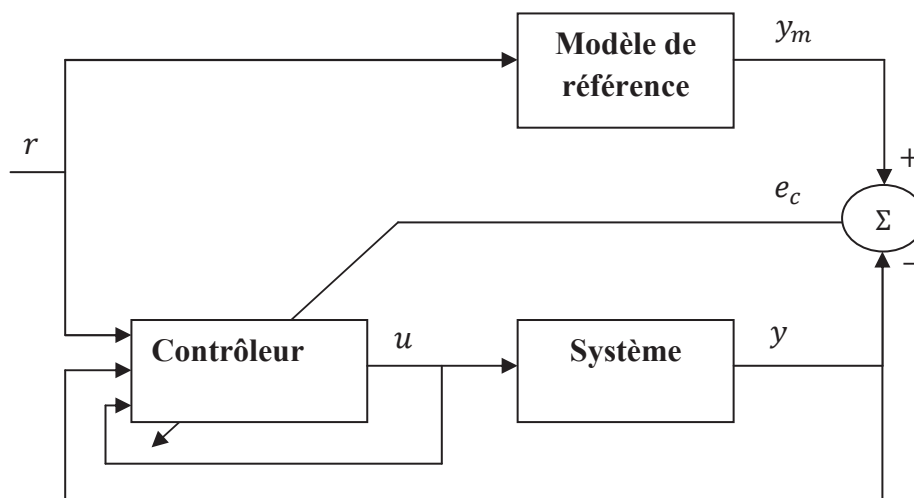 Modèle de
référence
y_m
r
+
e_c
Σ
−
Contrôleur
u
Système
y